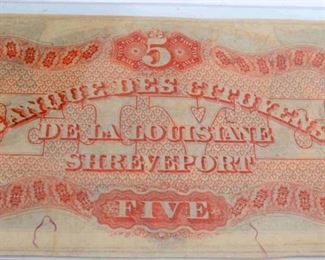 5
BANQUE DES CITOYENS
DE LA LOUISIANE
SHREVEPORT
FIVE